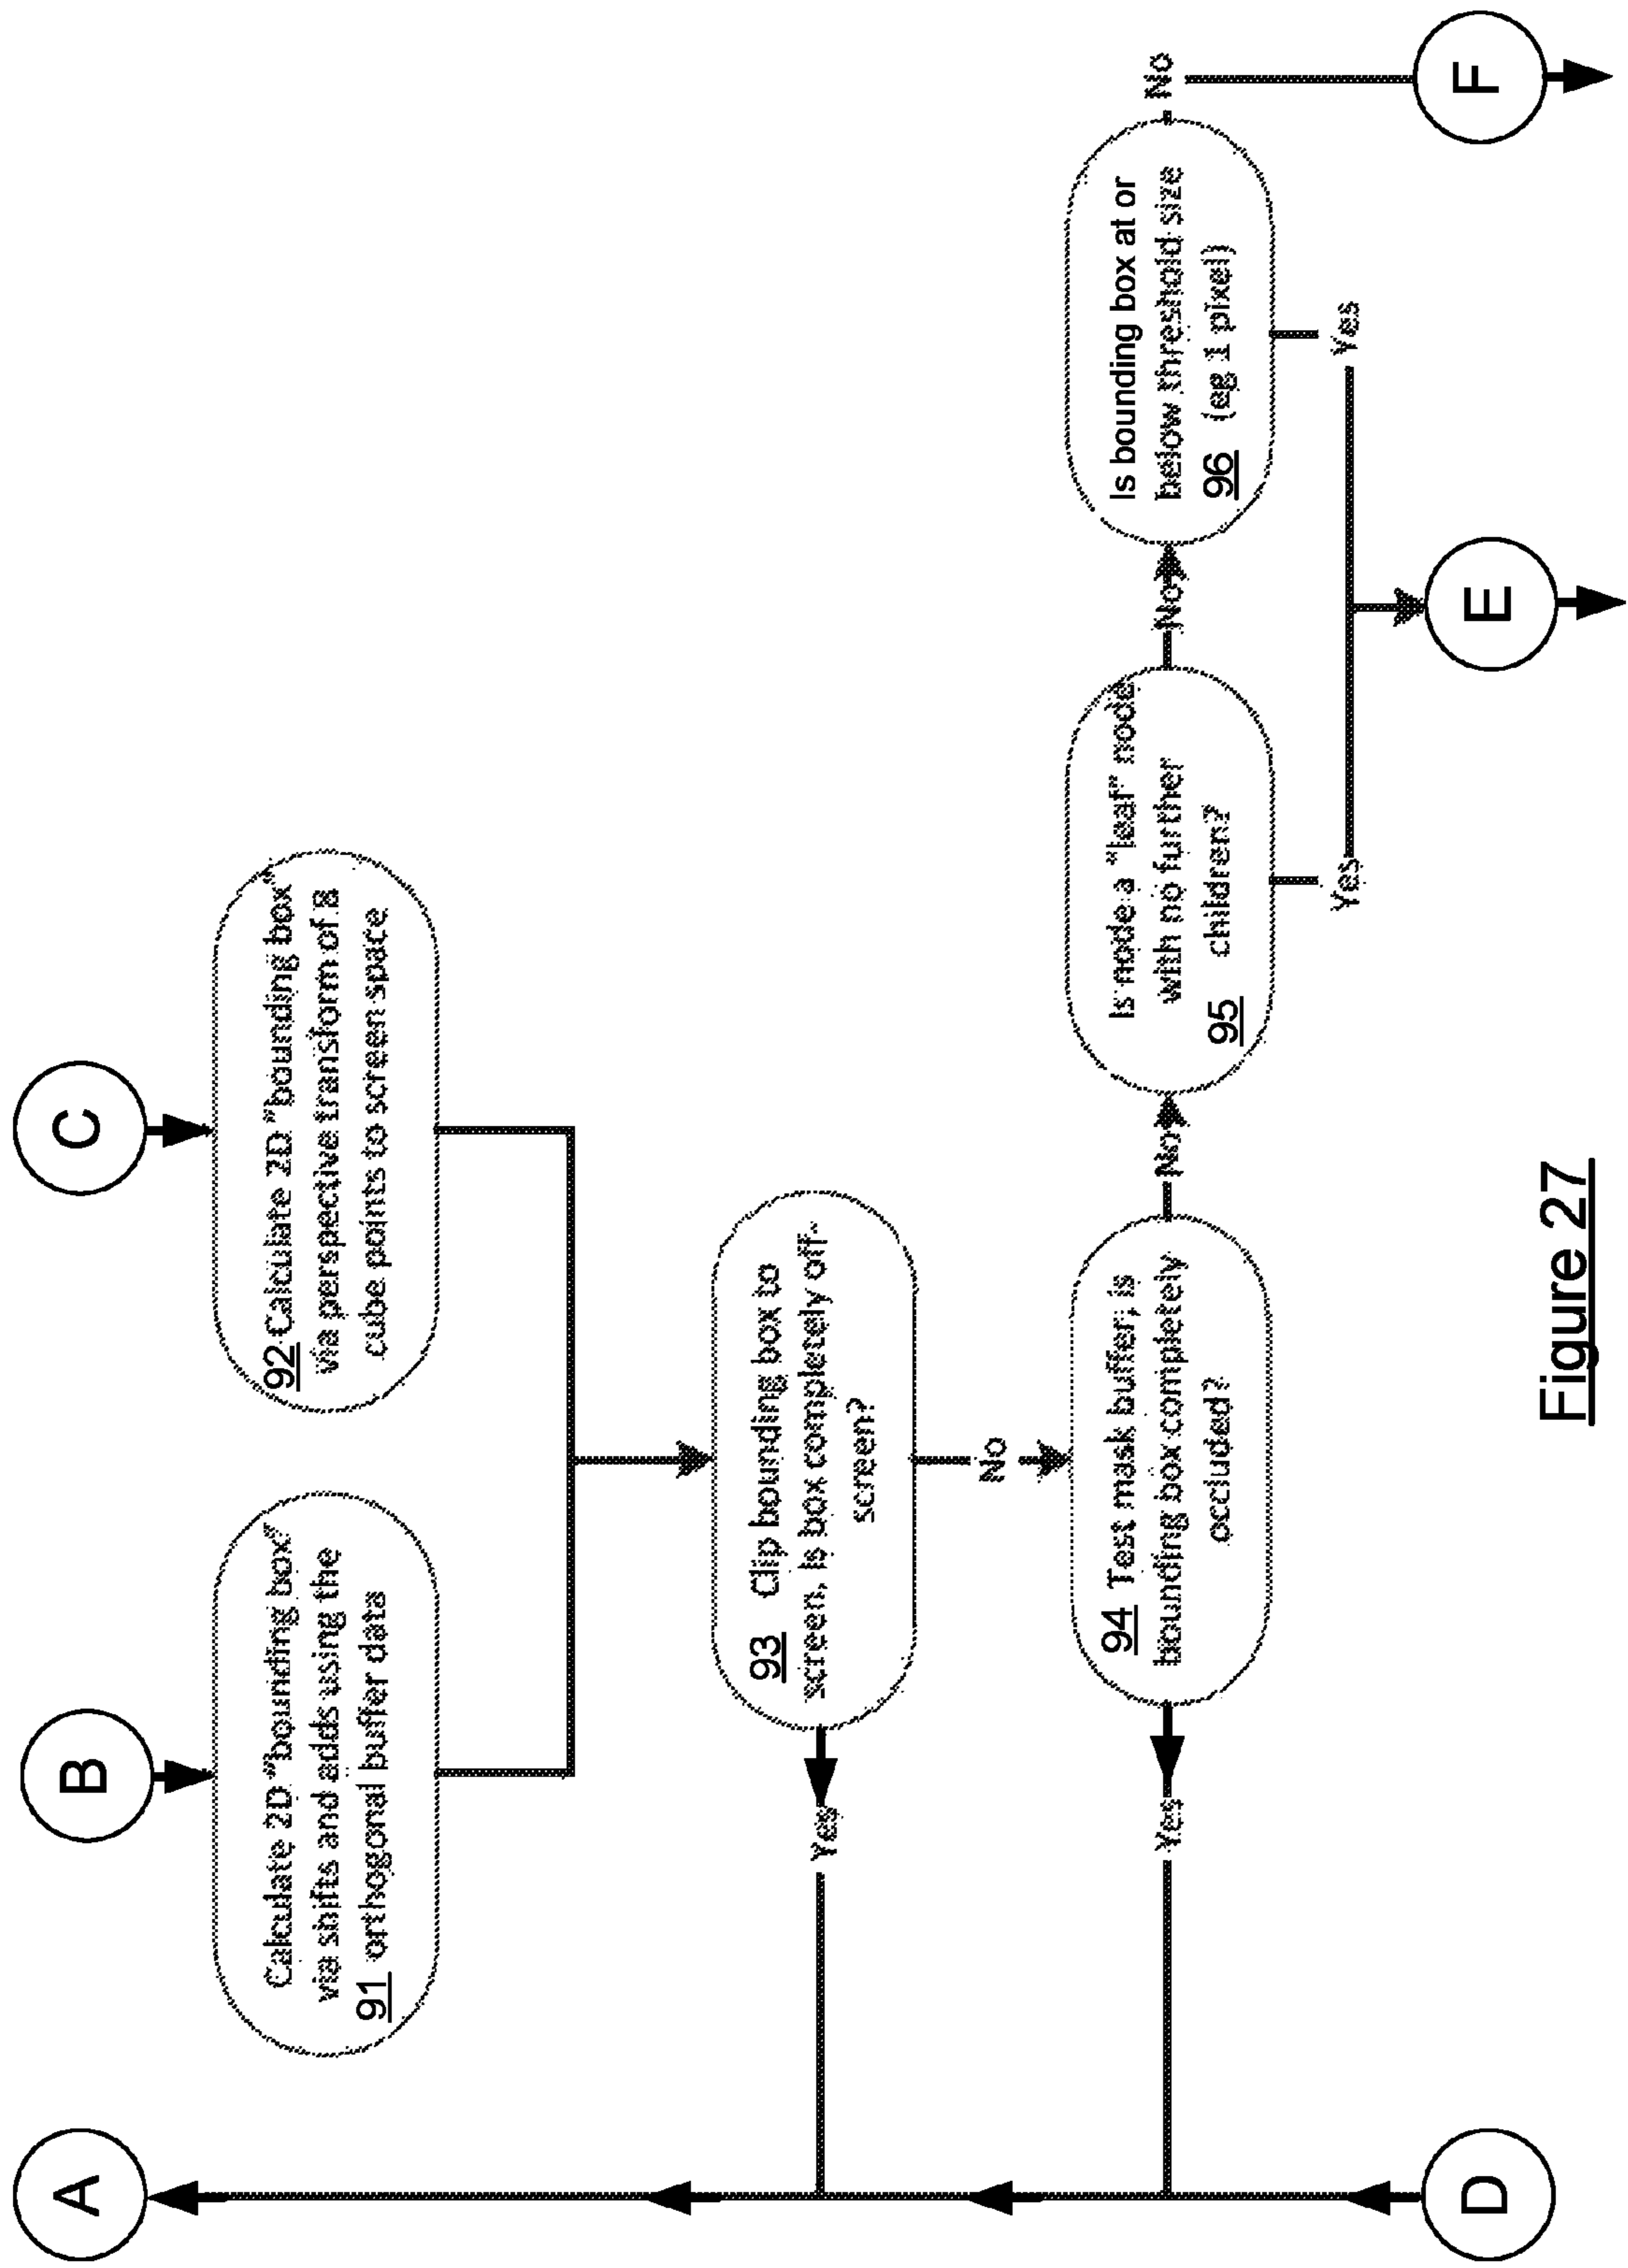 A
B
C
Calculate 2D "bounding box"
via shifts and adds using the
91 orthogonal buffer data
92 Calculate 2D "bounding box"
via perspective transform of 8
cube points to screen space
93 Clip bounding box to
screen, is box completely off-
screen?
Yes
No
94 Test mask buffer, is
bounding box completely
occluded?
Yes
No
Is node a "leaf" node
with no further
95 children?
No
Is bounding box at or
below threshold size
96 (eg 1 pixel)
No
Yes
Yes
D
E
F
Figure 27